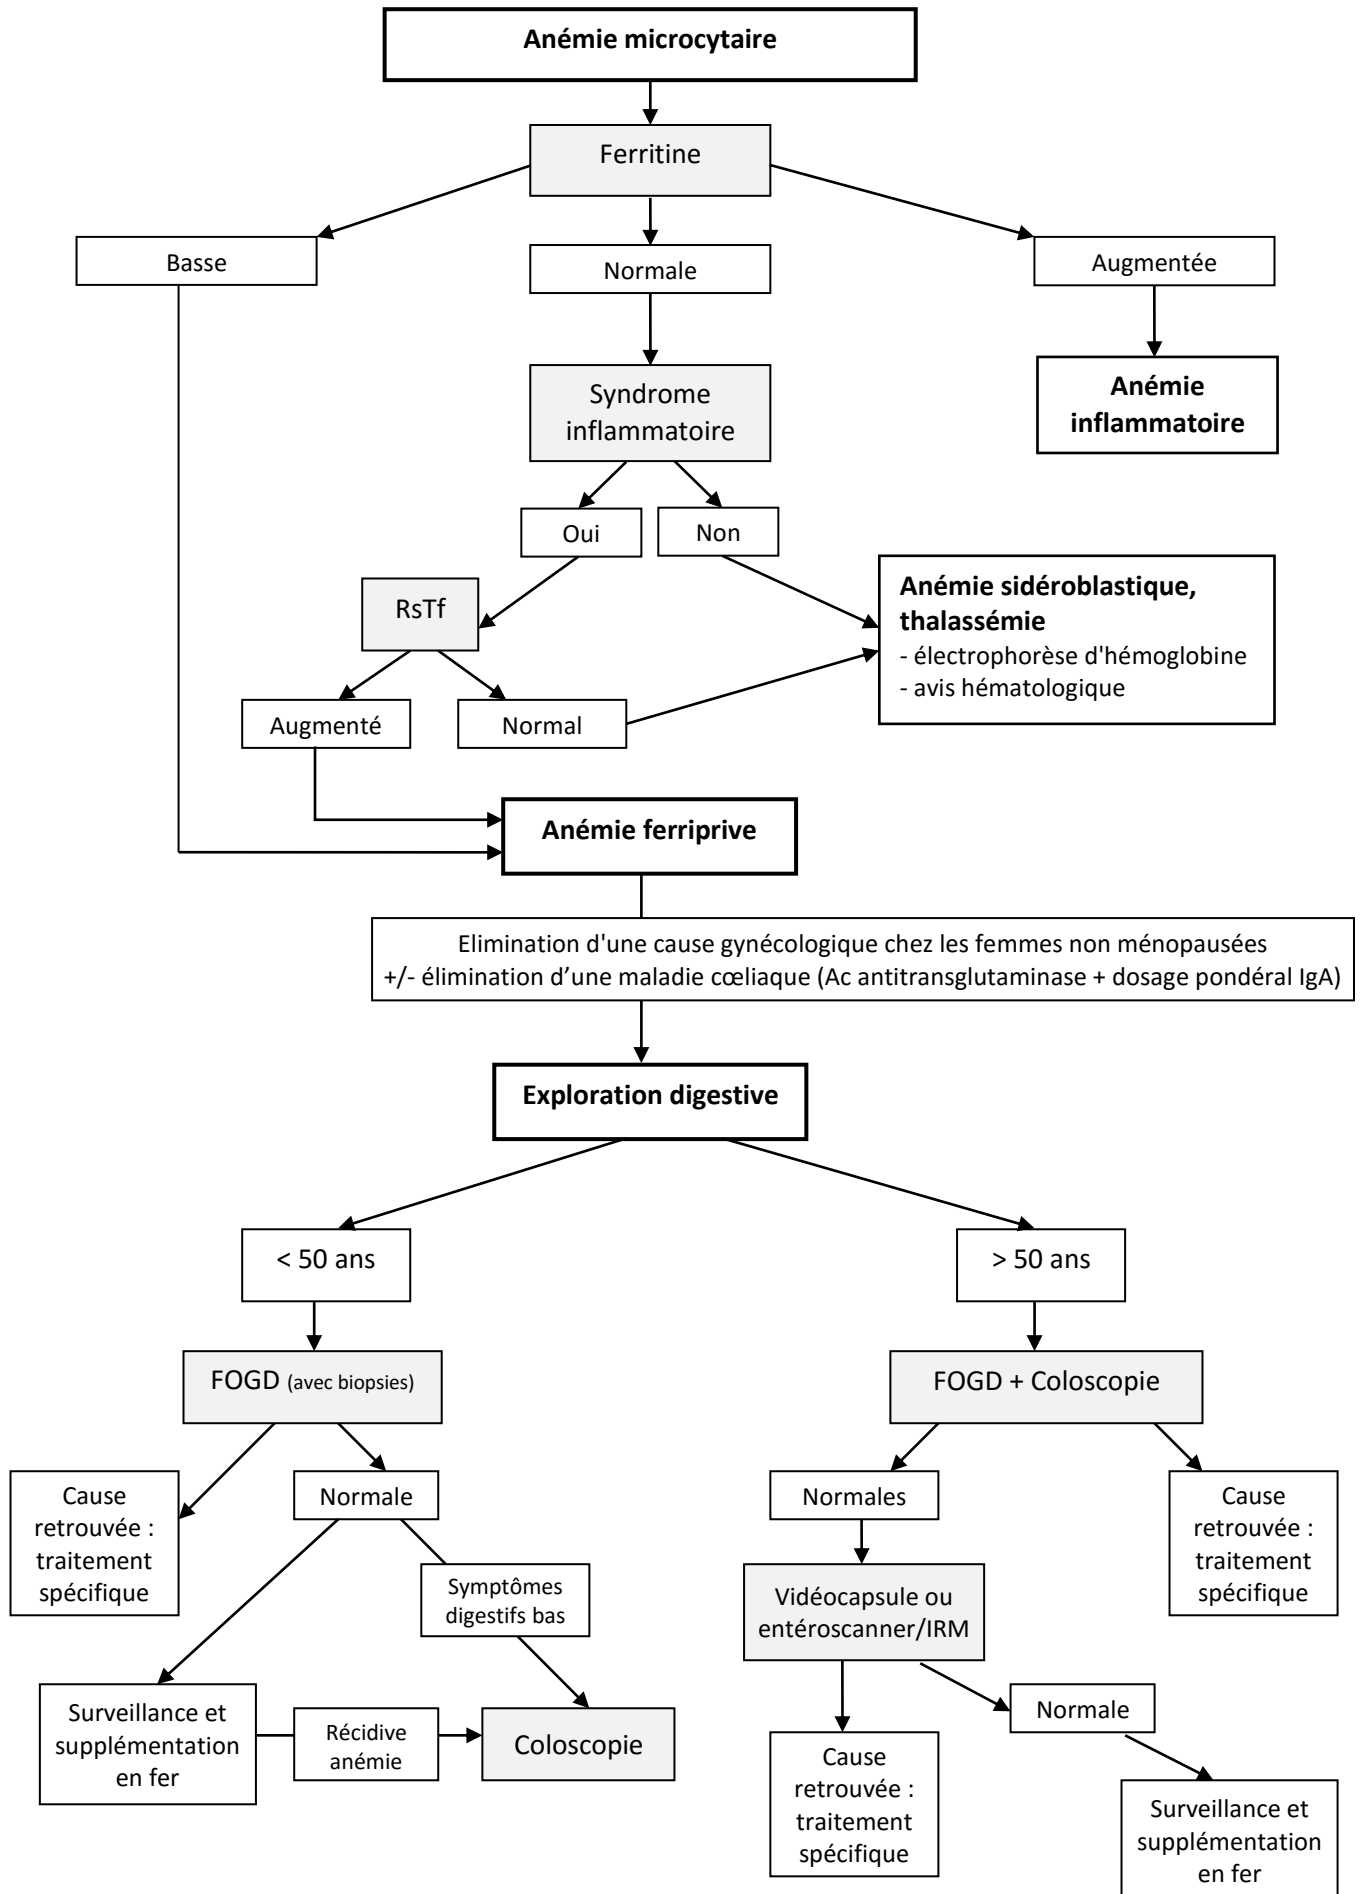 Anémie microcytaire
Ferritine
Basse
Normale
Augmentée
Syndrome
inflammatoire
Anémie
inflammatoire
Oui
Non
RsTf
Anémie sidéroblastique,
thalassémie
- électrophorèse d'hémoglobine
- avis hématologique
Augmenté
Normal
Anémie ferriprive
Elimination d'une cause gynécologique chez les femmes non ménopausées
+/- élimination d’une maladie cœliaque (Ac antitransglutaminase + dosage pondéral IgA)
Exploration digestive
< 50 ans
> 50 ans
FOGD (avec biopsies)
FOGD + Coloscopie
Cause
retrouvée :
traitement
spécifique
Normale
Normales
Cause
retrouvée :
traitement
spécifique
Symptômes
digestifs bas
Vidéocapsule ou
entéroscanner/IRM
Surveillance et
supplémentation
en fer
Récidive
anémie
Coloscopie
Normale
Cause
retrouvée :
traitement
spécifique
Surveillance et
supplémentation
en fer